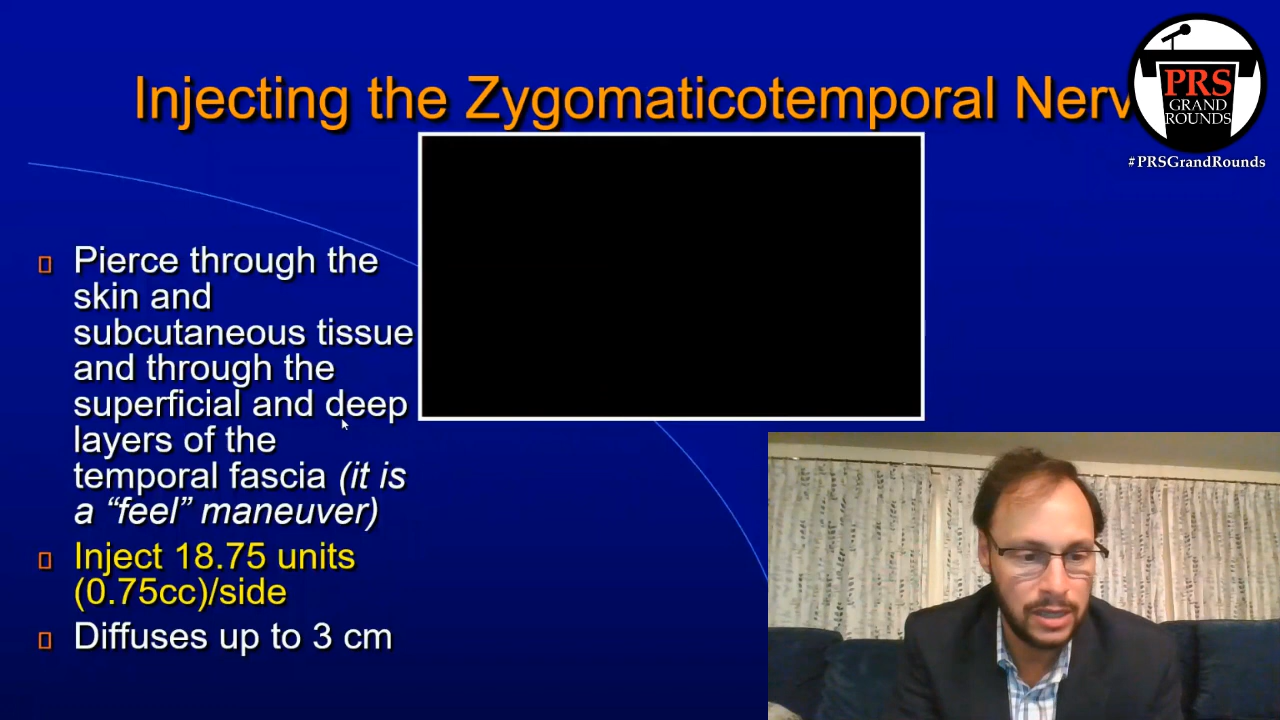 Injecting the Zygomaticotemporal Nerv
PRS
GRAND
ROUNDS
#PRSGrandRounds
Pierce through the
skin and
subcutaneous tissue
and through the
superficial and deep
layers of the
temporal fascia (it is
a “feel” maneuver)
Inject 18.75 units
(0.75cc)/side
Diffuses up to 3 cm